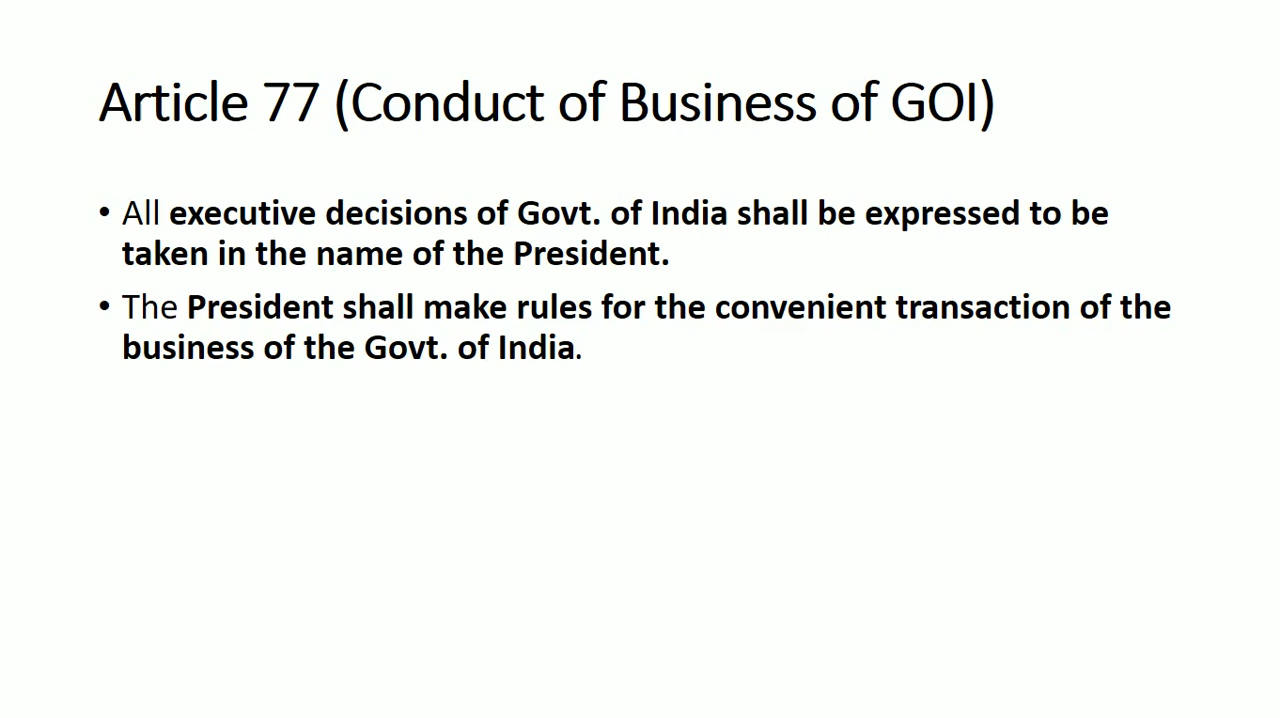 Article 77 (Conduct of Business of GOI)
• All executive decisions of Govt. of India shall be expressed to be
taken in the name of the President.
• The President shall make rules for the convenient transaction of the
business of the Govt. of India.